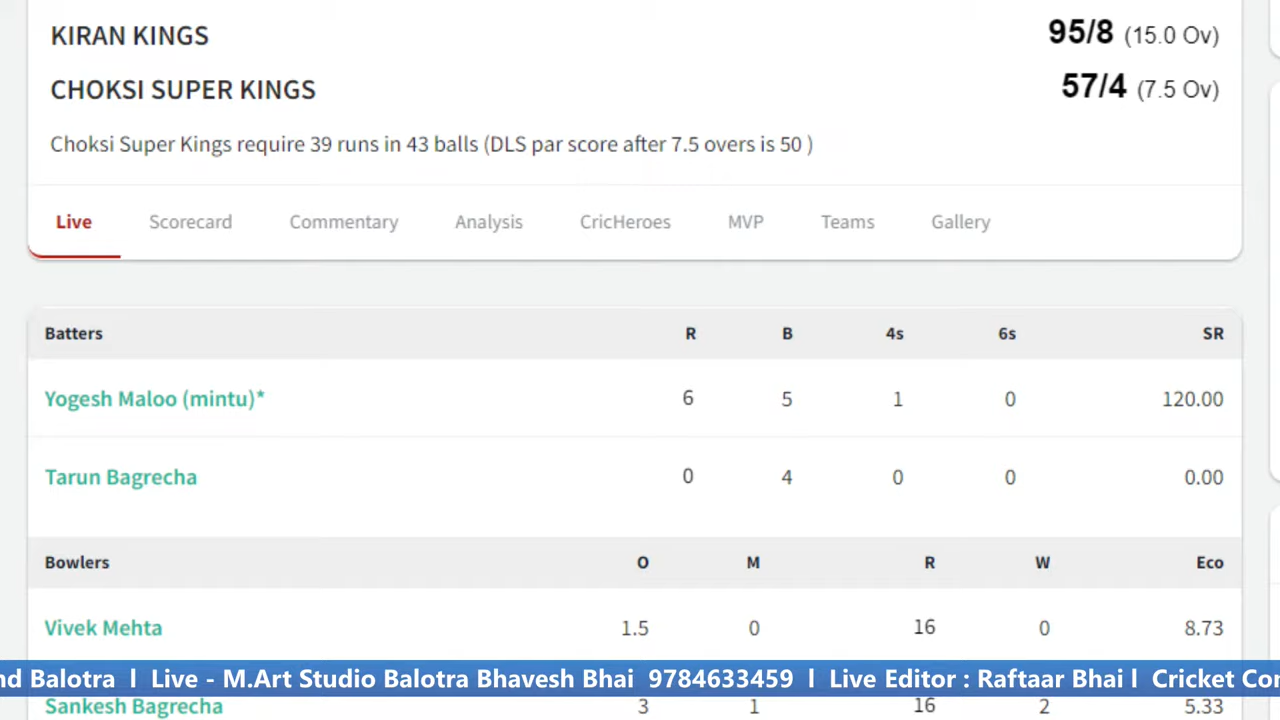 KIRAN KINGS 95/8 (15.0 Ov)
CHOKSI SUPER KINGS 57/4 (7.5 Ov)
Choksi Super Kings require 39 runs in 43 balls (DLS par score after 7.5 overs is 50 )
Live Scorecard Commentary Analysis CricHeroes MVP Teams Gallery
Batters R B 4s 6s SR
Yogesh Maloo (mintu)* 6 5 1 0 120.00
Tarun Bagrecha 0 4 0 0 0.00
Bowlers O M R W Eco
Vivek Mehta 1.5 0 16 0 8.73
Balotra l Live - M.Art Studio Balotra Bhavesh Bhai 9784633459 l Live Editor : Raftaar Bhai l Cricket
Sankesh Bagrecha 3 1 16 2 5.33